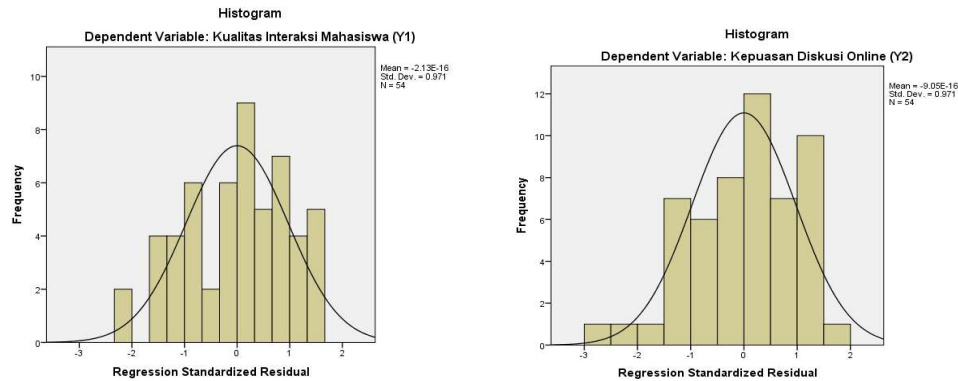 Histogram
Dependent Variable: Kualitas Interaksi Mahasiswa (Y1)
Mean = -2.13E-16
Std. Dev. = 0.971
N = 54
10
8
6
4
2
0
Frequency
-3 -2 -1 0 1 2
Regression Standardized Residual
Histogram
Dependent Variable: Kepuasan Diskusi Online (Y2)
Mean = -9.05E-16
Std. Dev. = 0.971
N = 54
12
10
8
6
4
2
0
Frequency
-3 -2 -1 0 1 2
Regression Standardized Residual